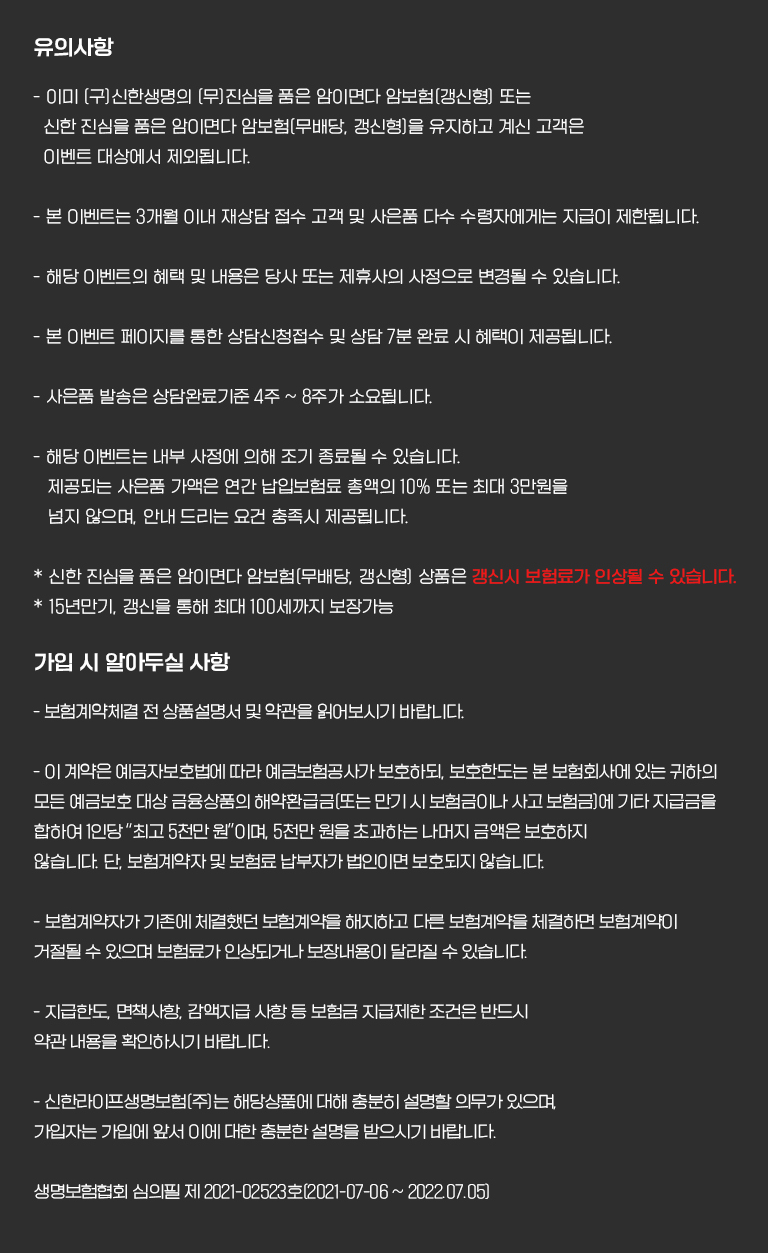 유의사항
- 이미 (구)신한생명의 (무)진심을 품은 암이면다 암보험(갱신형) 또는
신한 진심을 품은 암이면다 암보험(무배당, 갱신형)을 유지하고 계신 고객은
이벤트 대상에서 제외됩니다.
- 본 이벤트는 3개월 이내 재상담 접수 고객 및 사은품 다수 수령자에게는 지급이 제한됩니다.
- 해당 이벤트의 혜택 및 내용은 당사 또는 제휴사의 사정으로 변경될 수 있습니다.
- 본 이벤트 페이지를 통한 상담신청접수 및 상담 7분 완료 시 혜택이 제공됩니다.
- 사은품 발송은 상담완료기준 4주 ~ 8주가 소요됩니다.
- 해당 이벤트는 내부 사정에 의해 조기 종료될 수 있습니다.
제공되는 사은품 가액은 연간 납입보험료 총액의 10% 또는 최대 3만원을
넘지 않으며, 안내 드리는 요건 충족시 제공됩니다.
* 신한 진심을 품은 암이면다 암보험(무배당, 갱신형) 상품은 갱신시 보험료가 인상될 수 있습니다.
* 15년만기, 갱신을 통해 최대 100세까지 보장가능
가입 시 알아두실 사항
- 보험계약체결 전 상품설명서 및 약관을 읽어보시기 바랍니다.
- 이 계약은 예금자보호법에 따라 예금보험공사가 보호하되, 보호한도는 본 보험회사에 있는 귀하의
모든 예금보호 대상 금융상품의 해약환급금(또는 만기 시 보험금이나 사고 보험금)에 기타 지급금을
합하여 1인당 "최고 5천만 원"이며, 5천만 원을 초과하는 나머지 금액은 보호하지
않습니다. 단, 보험계약자 및 보험료 납부자가 법인이면 보호되지 않습니다.
- 보험계약자가 기존에 체결했던 보험계약을 해지하고 다른 보험계약을 체결하면 보험계약이
거절될 수 있으며 보험료가 인상되거나 보장내용이 달라질 수 있습니다.
- 지급한도, 면책사항, 감액지급 사항 등 보험금 지급제한 조건은 반드시
약관 내용을 확인하시기 바랍니다.
- 신한라이프생명보험(주)는 해당상품에 대해 충분히 설명할 의무가 있으며,
가입자는 가입에 앞서 이에 대한 충분한 설명을 받으시기 바랍니다.
생명보험협회 심의필 제 2021-02523호(2021-07-06 ~ 2022.07.05)